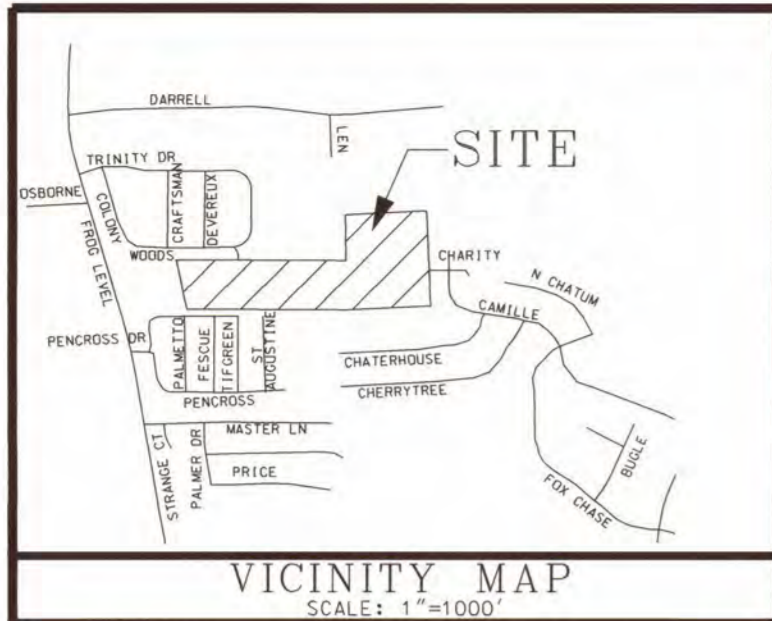 DARRELL
LEN
SITE
TRINITY DR
OSBORNE
COLONY
CRAFTSMAN
DEVEREUX
FROG LEVEL
WOODS
CHARITY
N CHATUM
CAMILLE
PENCROSS DR
PALMETTO
FESCUE
TIFGREEN
ST
AUGUSTINE
CHATERHOUSE
CHERRYTREE
PENCROSS
MASTER LN
STRANGE CT
PALMER DR
PRICE
BUGLE
FOX CHASE
VICINITY MAP
SCALE: 1"=1000'